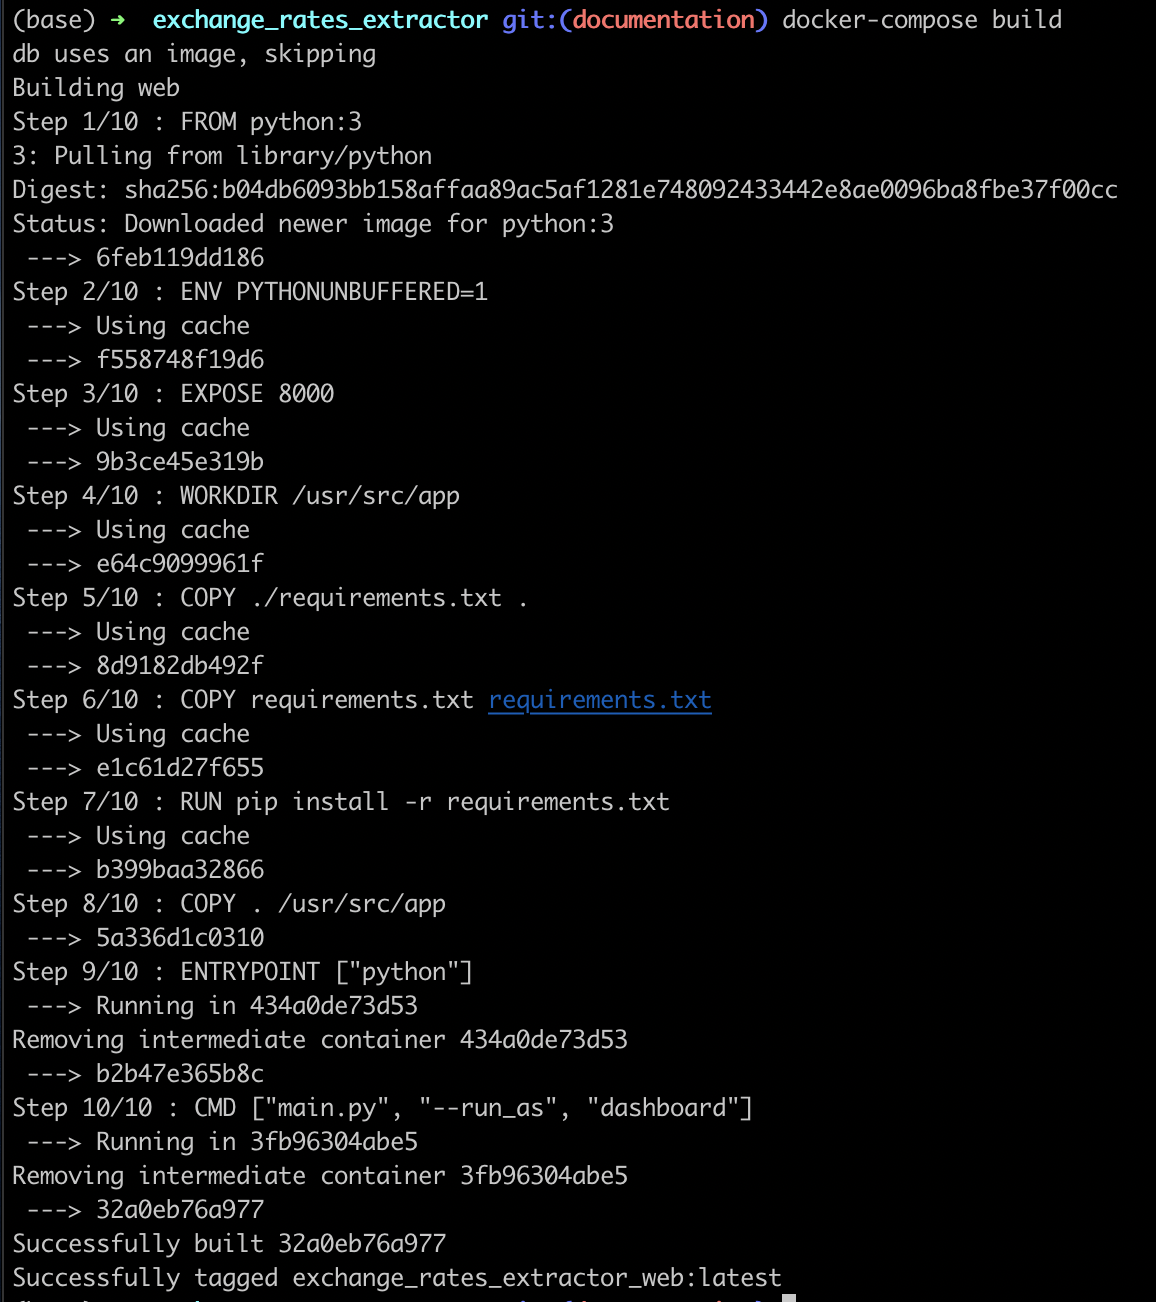 (base) ➜  exchange_rates_extractor git:(documentation) docker-compose build
db uses an image, skipping
Building web
Step 1/10 : FROM python:3
3: Pulling from library/python
Digest: sha256:b04db6093bb158affaa89ac5af1281e748092433442e8ae0096ba8fbe37f00cc
Status: Downloaded newer image for python:3
 ---> 6feb119dd186
Step 2/10 : ENV PYTHONUNBUFFERED=1
 ---> Using cache
 ---> f558748f19d6
Step 3/10 : EXPOSE 8000
 ---> Using cache
 ---> 9b3ce45e319b
Step 4/10 : WORKDIR /usr/src/app
 ---> Using cache
 ---> e64c9099961f
Step 5/10 : COPY ./requirements.txt .
 ---> Using cache
 ---> 8d9182db492f
Step 6/10 : COPY requirements.txt requirements.txt
 ---> Using cache
 ---> e1c61d27f655
Step 7/10 : RUN pip install -r requirements.txt
 ---> Using cache
 ---> b399baa32866
Step 8/10 : COPY . /usr/src/app
 ---> 5a336d1c0310
Step 9/10 : ENTRYPOINT ["python"]
 ---> Running in 434a0de73d53
Removing intermediate container 434a0de73d53
 ---> b2b47e365b8c
Step 10/10 : CMD ["main.py", "--run_as", "dashboard"]
 ---> Running in 3fb96304abe5
Removing intermediate container 3fb96304abe5
 ---> 32a0eb76a977
Successfully built 32a0eb76a977
Successfully tagged exchange_rates_extractor_web:latest